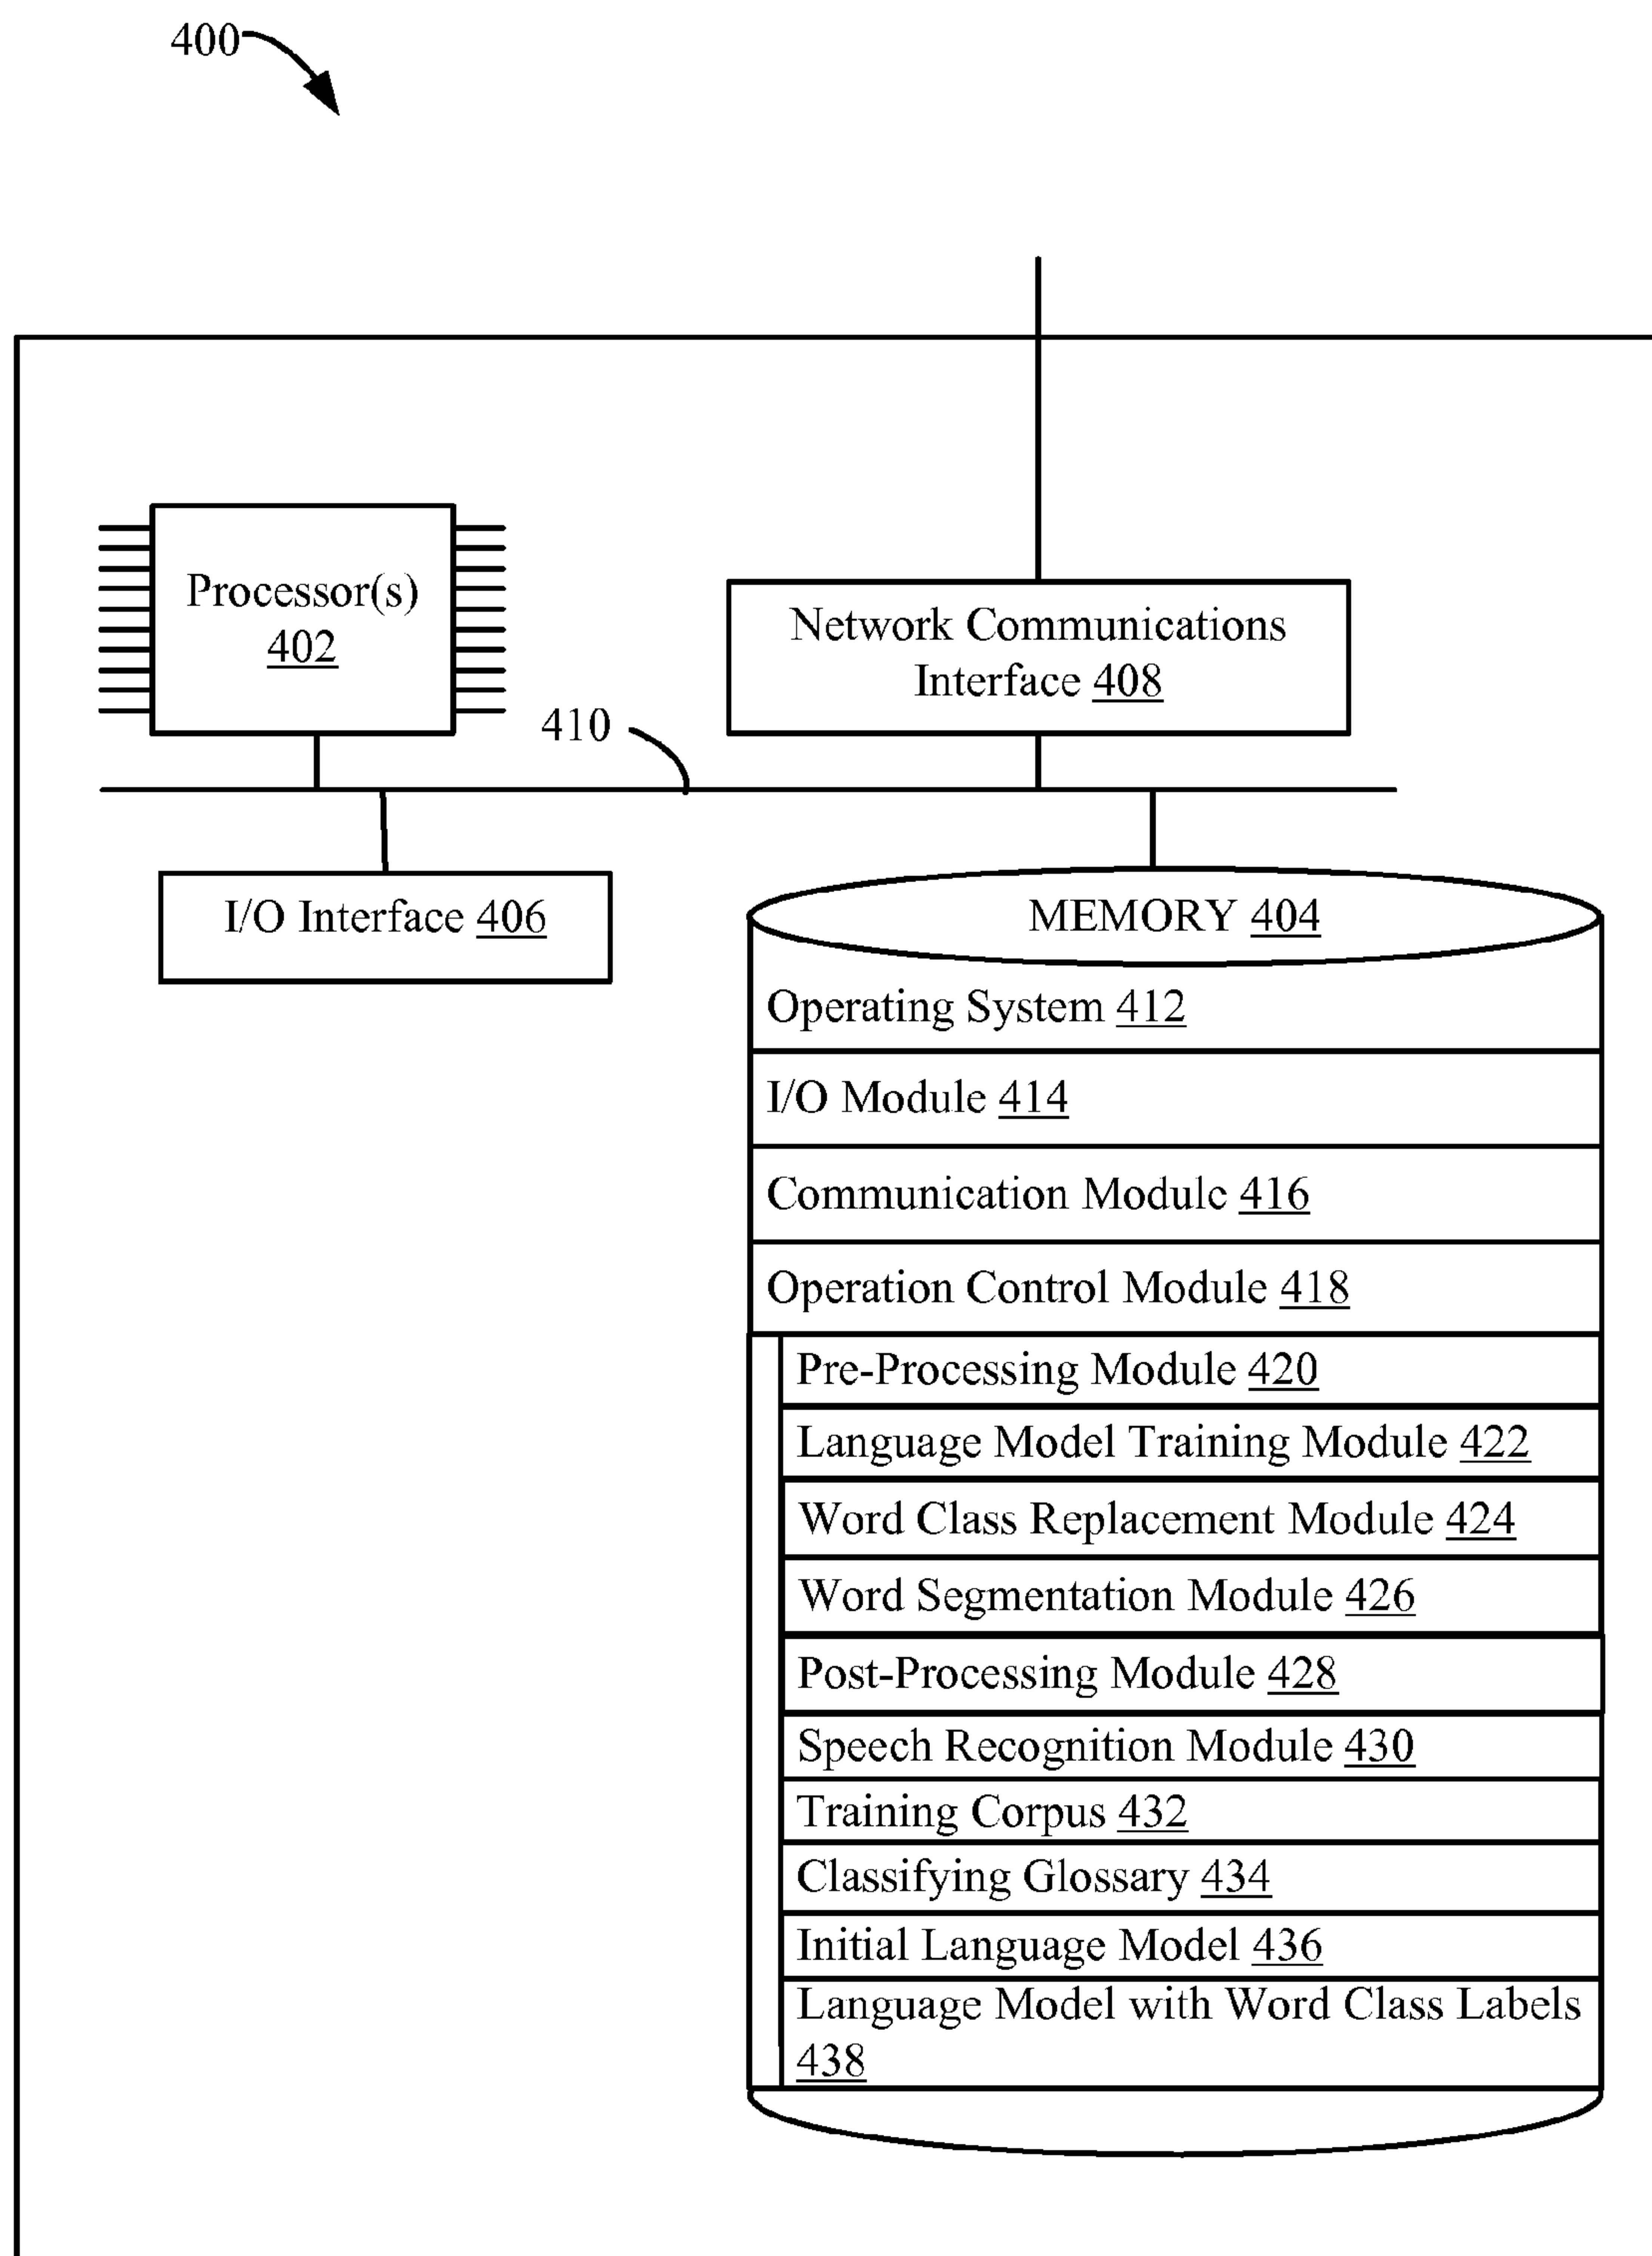 400
Processor(s)
402
Network Communications
Interface 408
410
I/O Interface 406
MEMORY 404
Operating System 412
I/O Module 414
Communication Module 416
Operation Control Module 418
Pre-Processing Module 420
Language Model Training Module 422
Word Class Replacement Module 424
Word Segmentation Module 426
Post-Processing Module 428
Speech Recognition Module 430
Training Corpus 432
Classifying Glossary 434
Initial Language Model 436
Language Model with Word Class Labels
438